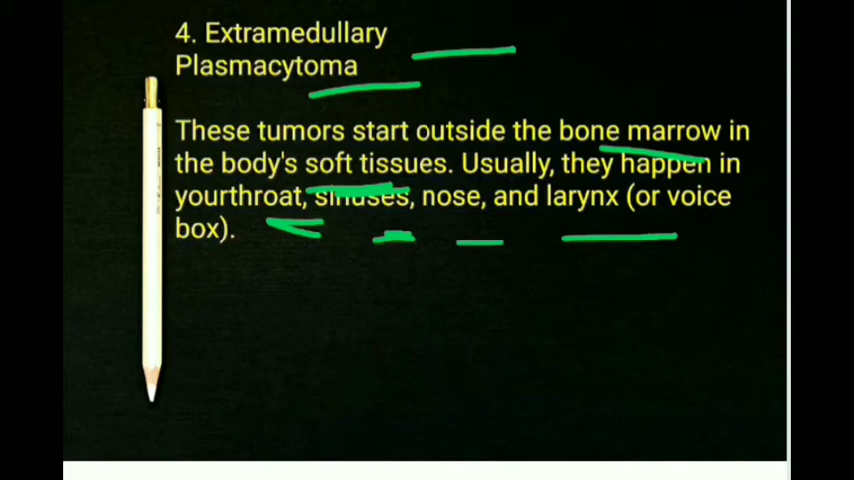 4. Extramedullary
Plasmacytoma
These tumors start outside the bone marrow in
the body's soft tissues. Usually, they happen in
yourthroat, sinuses, nose, and larynx (or voice
box).